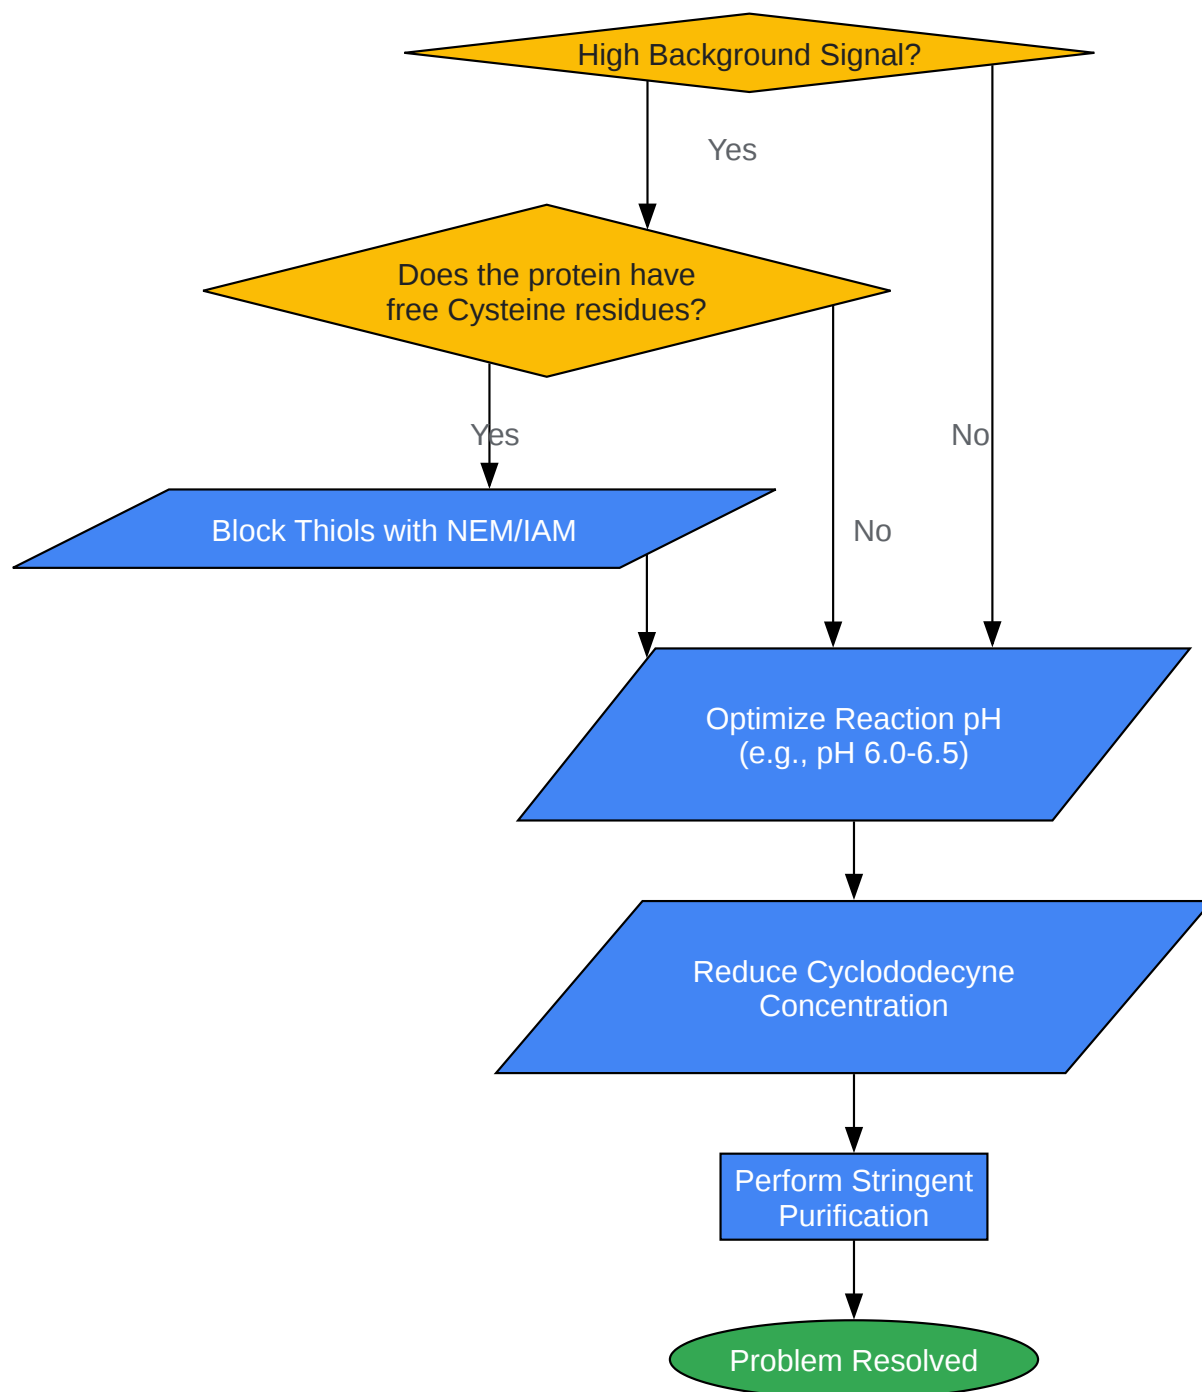 High Background Signal?
Yes
Does the protein have
free Cysteine residues?
Yes
No
Block Thiols with NEM/IAM
No
Optimize Reaction pH
(e.g., pH 6.0-6.5)
Reduce Cyclododecyne
Concentration
Perform Stringent
Purification
Problem Resolved